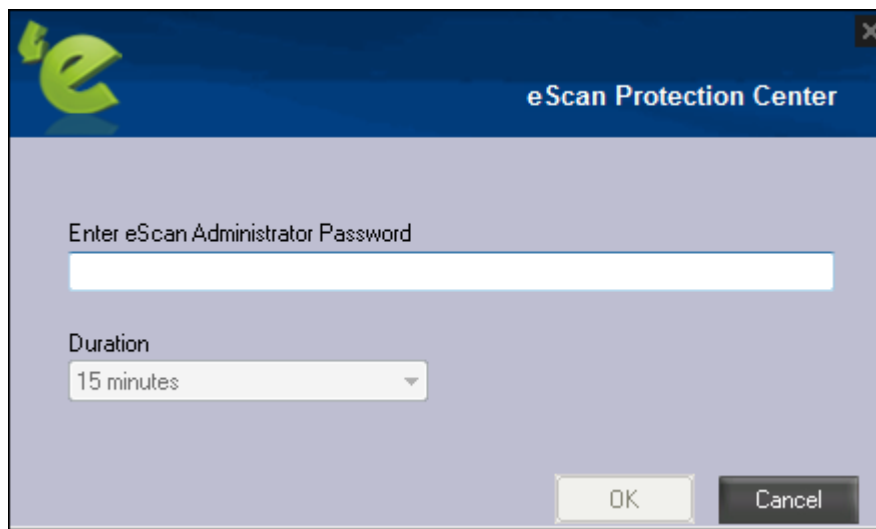 eScan Protection Center
Enter eScan Administrator Password
Duration
15 minutes
OK
Cancel